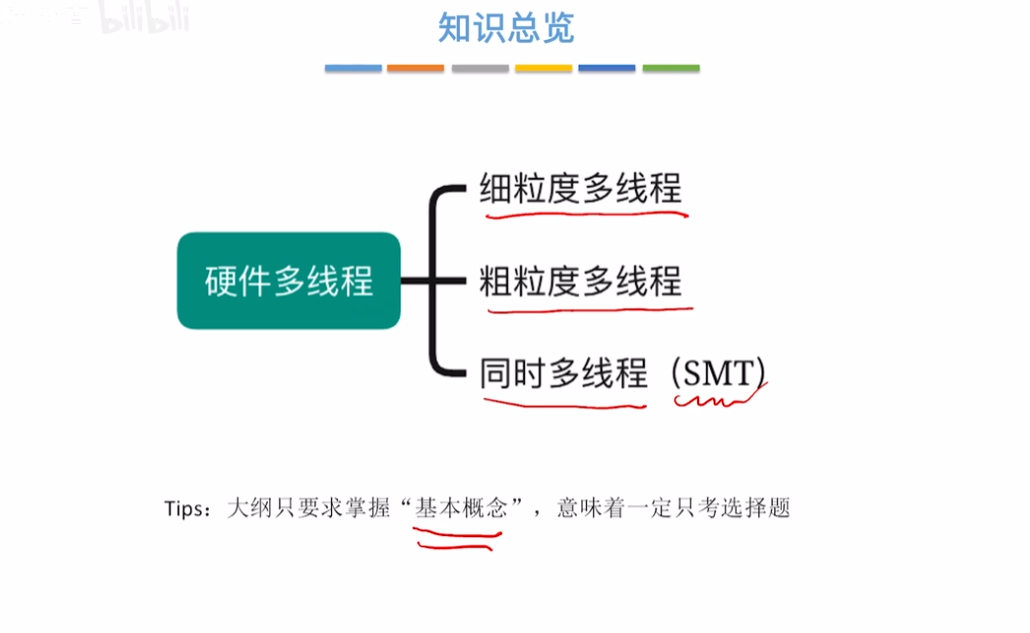 bilibili
知识总览
细粒度多线程
硬件多线程
粗粒度多线程
同时多线程（SMT）
Tips：大纲只要求掌握“基本概念”，意味着一定只考选择题